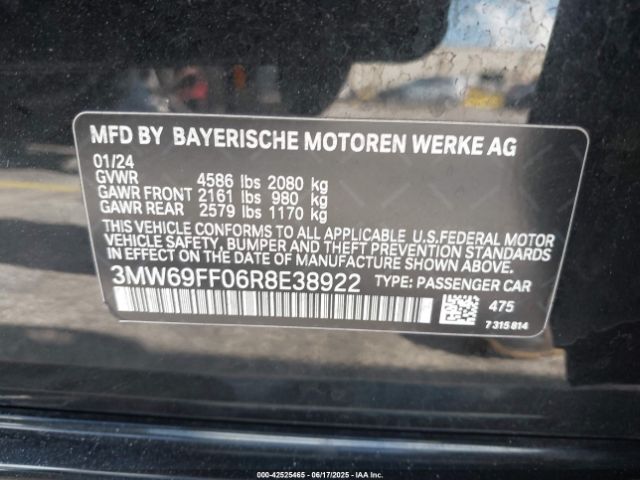 MFD BY BAYERISCHE MOTOREN WERKE AG
01/24
GVWR 4586 lbs 2080 kg
GAWR FRONT 2161 lbs 980 kg
GAWR REAR 2579 lbs 1170 kg
THIS VEHICLE CONFORMS TO ALL APPLICABLE U.S.FEDERAL MOTOR
VEHICLE SAFETY, BUMPER AND THEFT PREVENTION STANDARDS
IN EFFECT ON THE DATE OF MANUFACTURE SHOWN ABOVE.
3MW69FF06R8E38922 TYPE: PASSENGER CAR
475
7 315 814
000-42525465 - 06/17/2025 - IAAI.COM